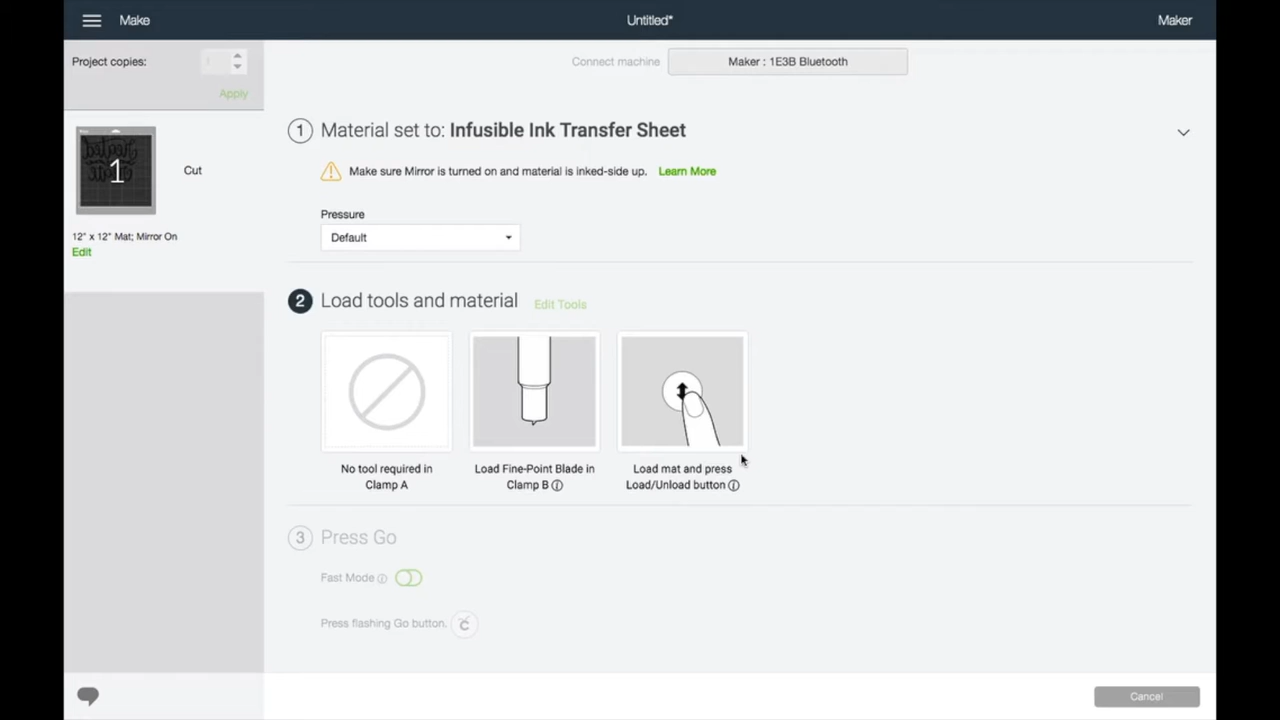 Make
Untitled*
Maker
Project copies:
Apply
Connect machine
Maker : 1E3B Bluetooth
1
Cut
12" x 12" Mat; Mirror On
Edit
1 Material set to: Infusible Ink Transfer Sheet
Make sure Mirror is turned on and material is inked-side up. Learn More
Pressure
Default
2 Load tools and material Edit Tools
No tool required in
Clamp A
Load Fine-Point Blade in
Clamp B
Load mat and press
Load/Unload button
3 Press Go
Fast Mode
Press flashing Go button.
Cancel